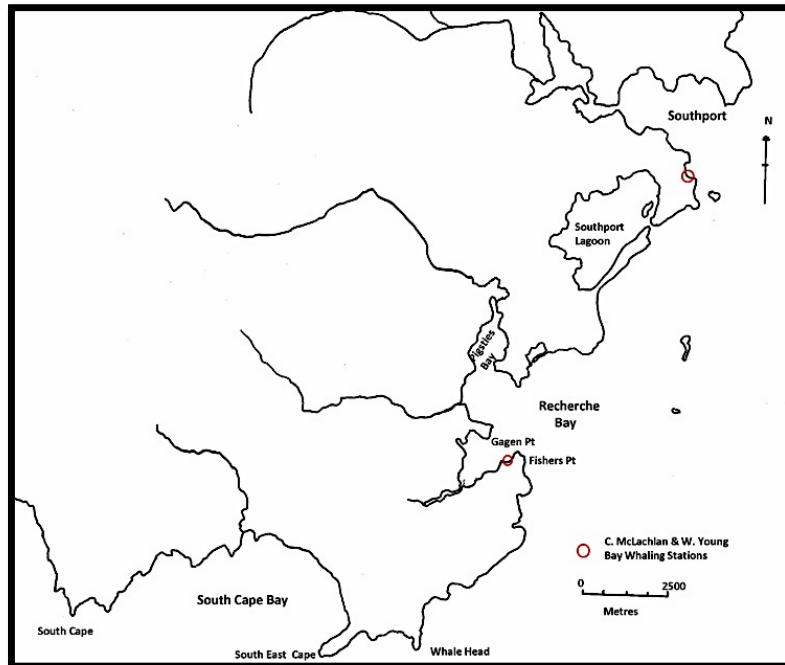 Southport
N
Southport
Lagoon
Pigsties
Bay
Recherche
Bay
Gagen Pt
Fishers Pt
C. McLachlan & W. Young
Bay Whaling Stations
0 2500
Metres
South Cape Bay
South Cape
South East Cape
Whale Head